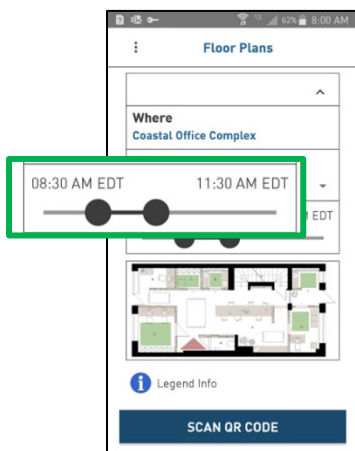 1X 62% 8:00 AM
Floor Plans
Where
Coastal Office Complex
08:30 AM EDT 11:30 AM EDT
EDT
Legend Info
SCAN QR CODE